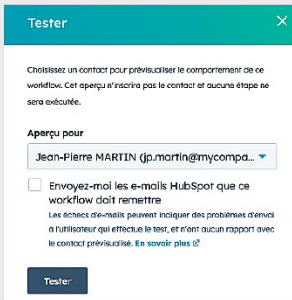 Tester
Choisissez un contact pour prévisualiser le comportement de ce
workflow. Cet aperçu n'inscrira pas le contact et aucune étape ne
sera exécutée.
Aperçu pour
Jean-Pierre MARTIN (jp.martin@mycompa...
Envoyez-moi les e-mails HubSpot que ce
workflow doit remettre
Les échecs d'e-mails peuvent indiquer des problèmes d'envoi
à l'utilisateur qui effectue le test, et n'ont aucun rapport avec
le contact prévisualisé. En savoir plus
Tester